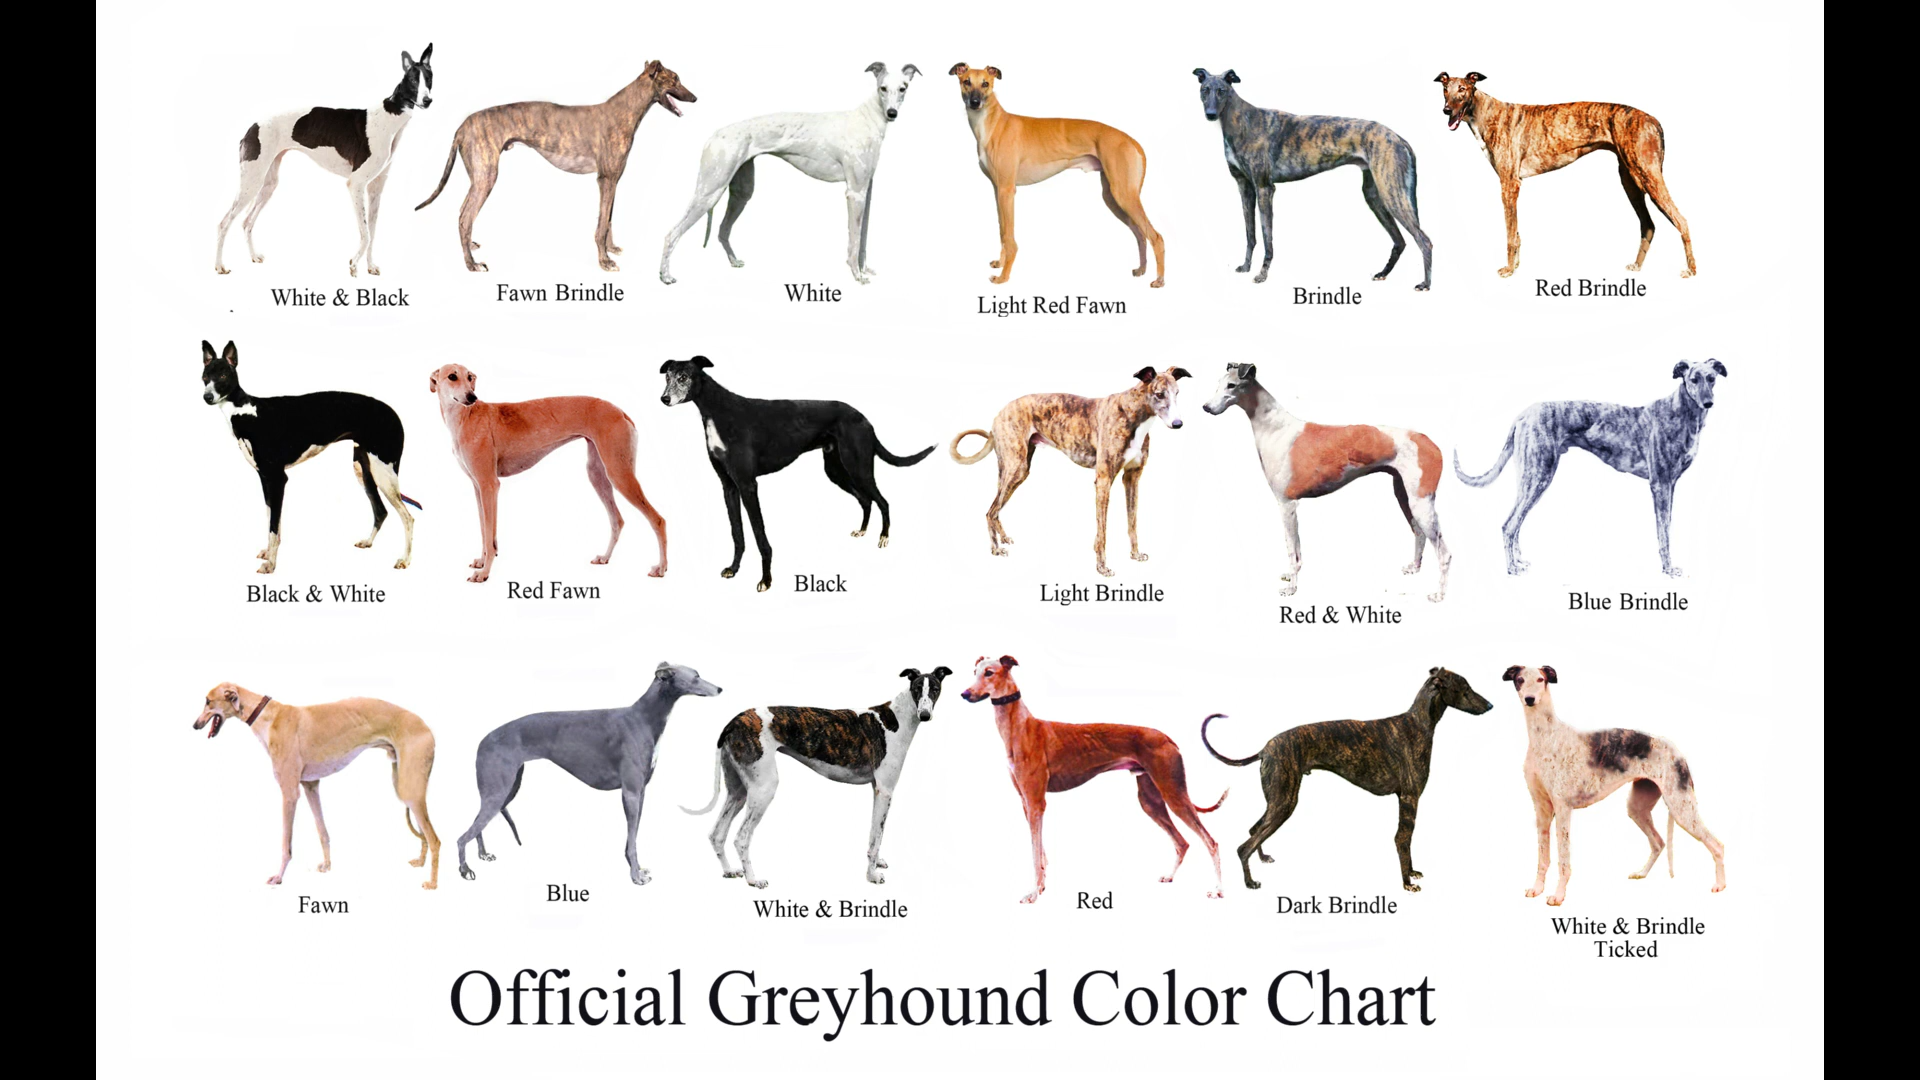 White & Black
Fawn Brindle
White
Light Red Fawn
Brindle
Red Brindle
Black & White
Red Fawn
Black
Light Brindle
Red & White
Blue Brindle
Fawn
Blue
White & Brindle
Red
Dark Brindle
White & Brindle
Ticked
Official Greyhound Color Chart